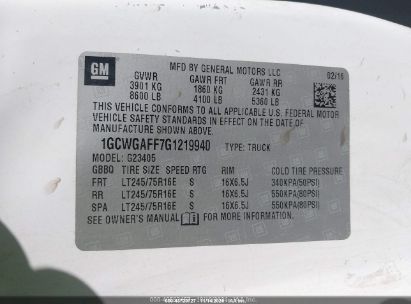 GM
MFD BY GENERAL MOTORS LLC
02/16
GVWR GAWR FRT GAWR RR
3901 KG 1860 KG 2431 KG
8600 LB 4100 LB 5360 LB
THIS VEHICLE CONFORMS TO ALL APPLICABLE U.S. FEDERAL MOTOR
VEHICLE SAFETY STANDARDS IN EFFECT ON THE DATE OF
MANUFACTURE SHOWN ABOVE.
1GCWGAFF7G1219940 TYPE: TRUCK
MODEL: G23405
GBBQ TIRE SIZE SPEED RTG RIM COLD TIRE PRESSURE
FRT LT245/75R16E S 16X6.5J 340KPA(50PSI)
RR LT245/75R16E S 16X6.5J 550KPA(80PSI)
SPA LT245/75R16E S 16X6.5J 550KPA(80PSI)
SEE OWNER'S MANUAL FOR MORE INFORMATION.